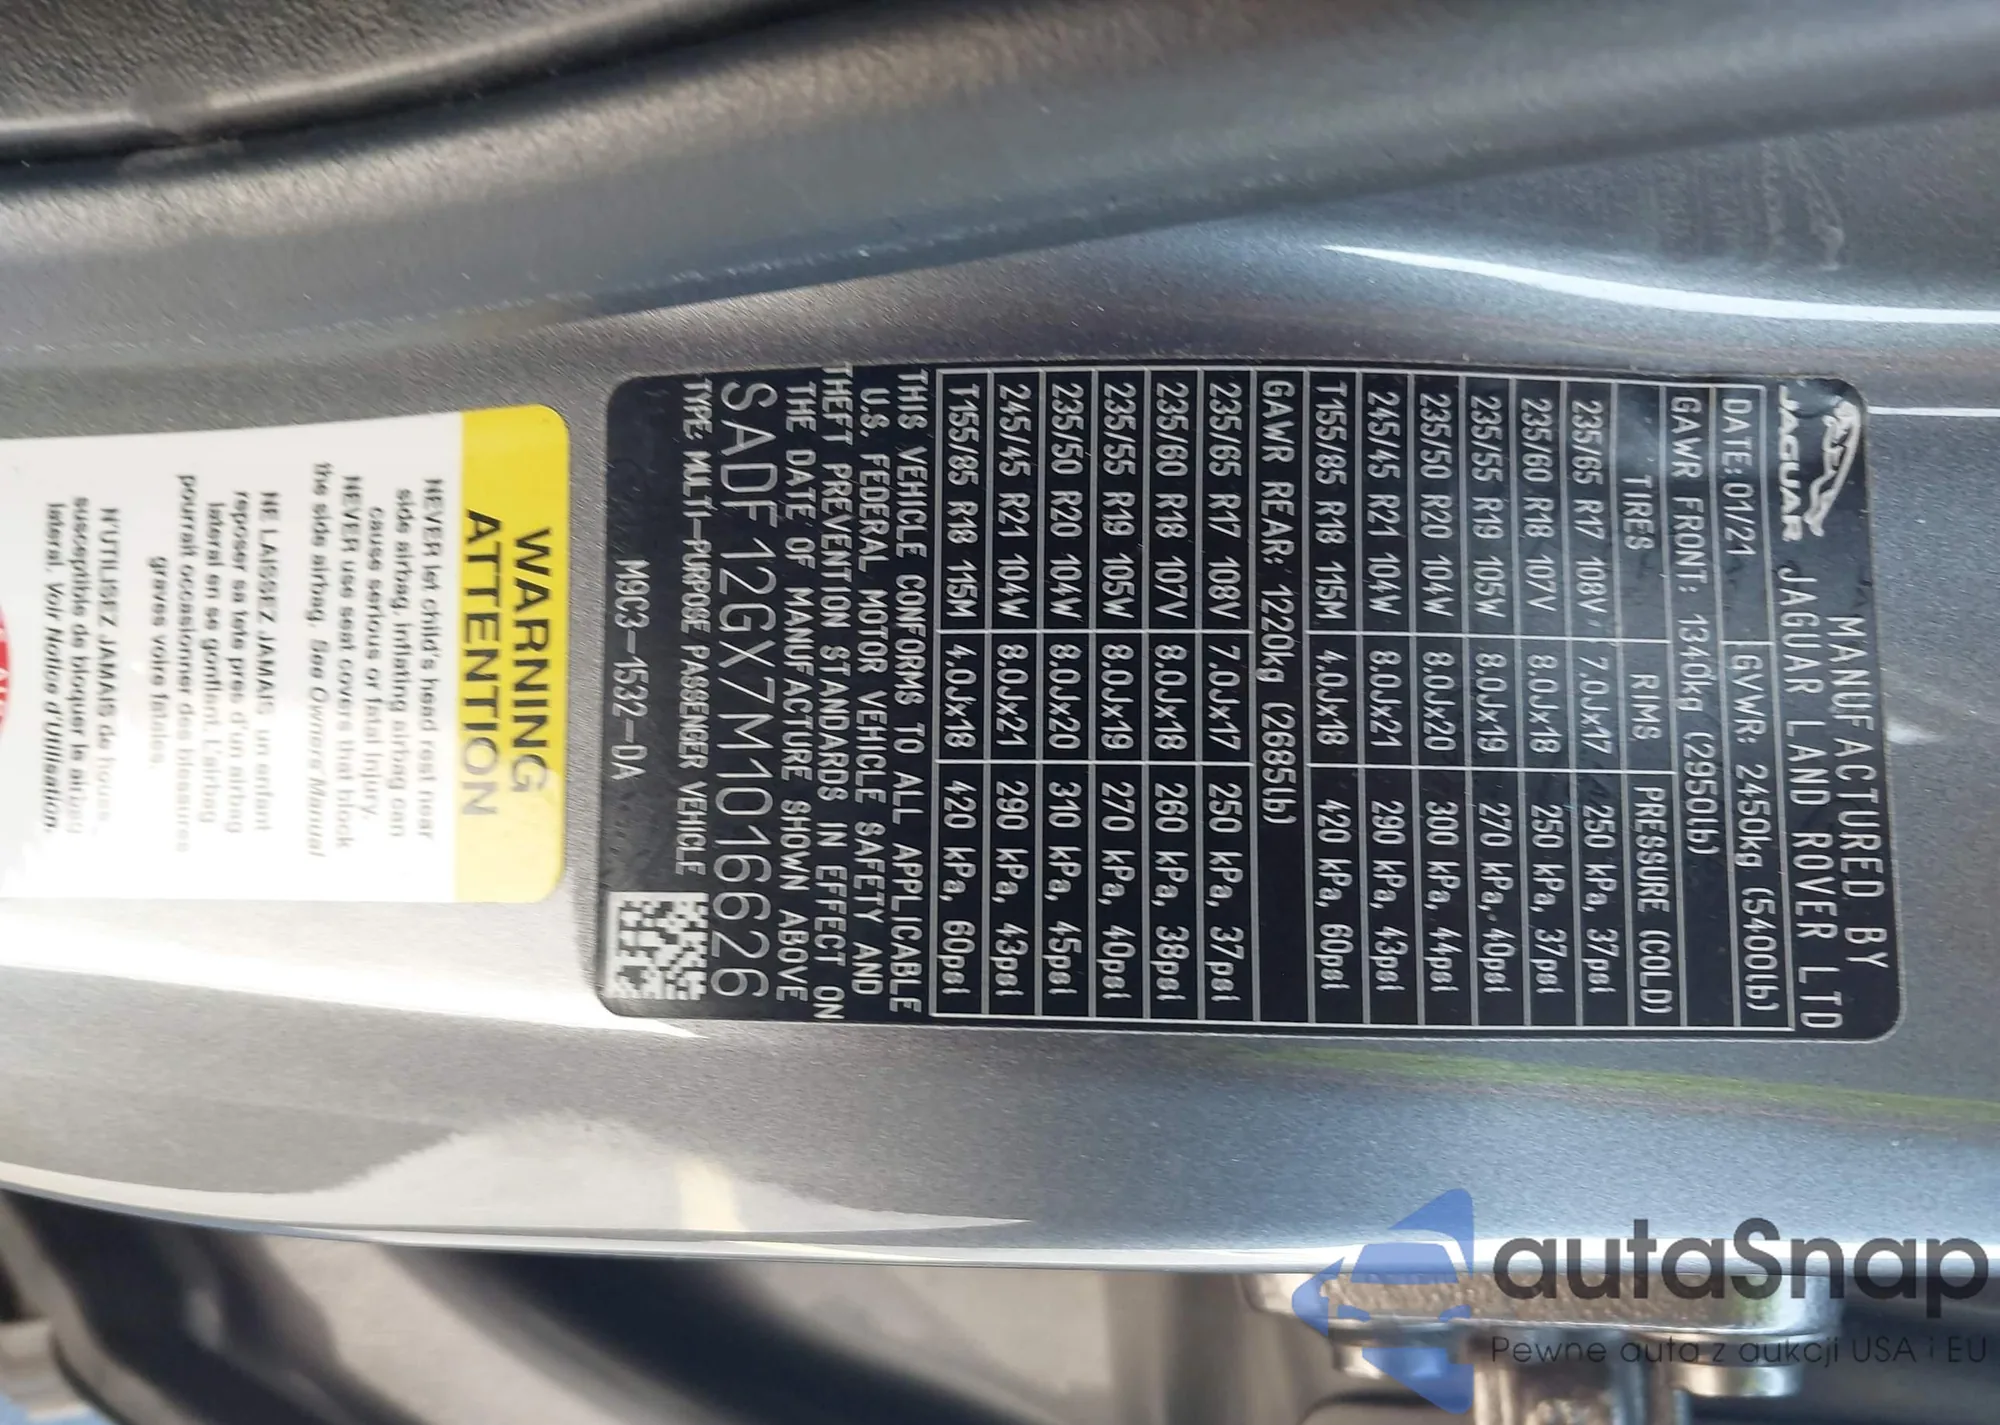 JAGUAR
MANUFACTURED BY
JAGUAR LAND ROVER LTD
DATE:01/21 GVWR: 2450kg (5400lb)
GAWR FRONT: 1340kg (2950lb)
TIRES RIMS PRESSURE (COLD)
235/65 R17 108V 7.0Jx17 250 kPa, 37psi
235/60 R18 107V 8.0Jx18 250 kPa, 37psi
235/55 R19 105W 8.0Jx19 270 kPa, 40psi
235/50 R20 104W 8.0Jx20 300 kPa, 44psi
245/45 R21 104W 8.0Jx21 290 kPa, 43psi
T155/85 R18 115M 4.0Jx18 420 kPa, 60psi
GAWR REAR: 1220kg (2685lb)
235/65 R17 108V 7.0Jx17 250 kPa, 37psi
235/60 R18 107V 8.0Jx18 260 kPa, 38psi
235/55 R19 105W 8.0Jx19 270 kPa, 40psi
235/50 R20 104W 8.0Jx20 310 kPa, 45psi
245/45 R21 104W 8.0Jx21 290 kPa, 43psi
T155/85 R18 115M 4.0Jx18 420 kPa, 60psi
THIS VEHICLE CONFORMS TO ALL APPLICABLE
U.S. FEDERAL MOTOR VEHICLE SAFETY AND
THEFT PREVENTION STANDARDS IN EFFECT ON
THE DATE OF MANUFACTURE SHOWN ABOVE
SADF12GX7M1016626
TYPE: MULTI-PURPOSE PASSENGER VEHICLE
M9C3-1532-DA
WARNING
ATTENTION
NEVER let child's head rest near
side airbag, inflating airbag can
cause serious or fatal injury.
NEVER use seat covers that block
the side airbag. See Owners Manual
NE LAISSEZ JAMAIS un enfant
reposer sa tete pres d'un airbag
lateral en se gonflant. L'airbag
pourrait occasionner des blessures
graves voire fatales.
N'UTILISEZ JAMAIS de houses
susceptible de bloquer le airbag
lateral. Voir Notice d'Utilisation.
autaSnap
Pewne auta z aukcji USA i EU